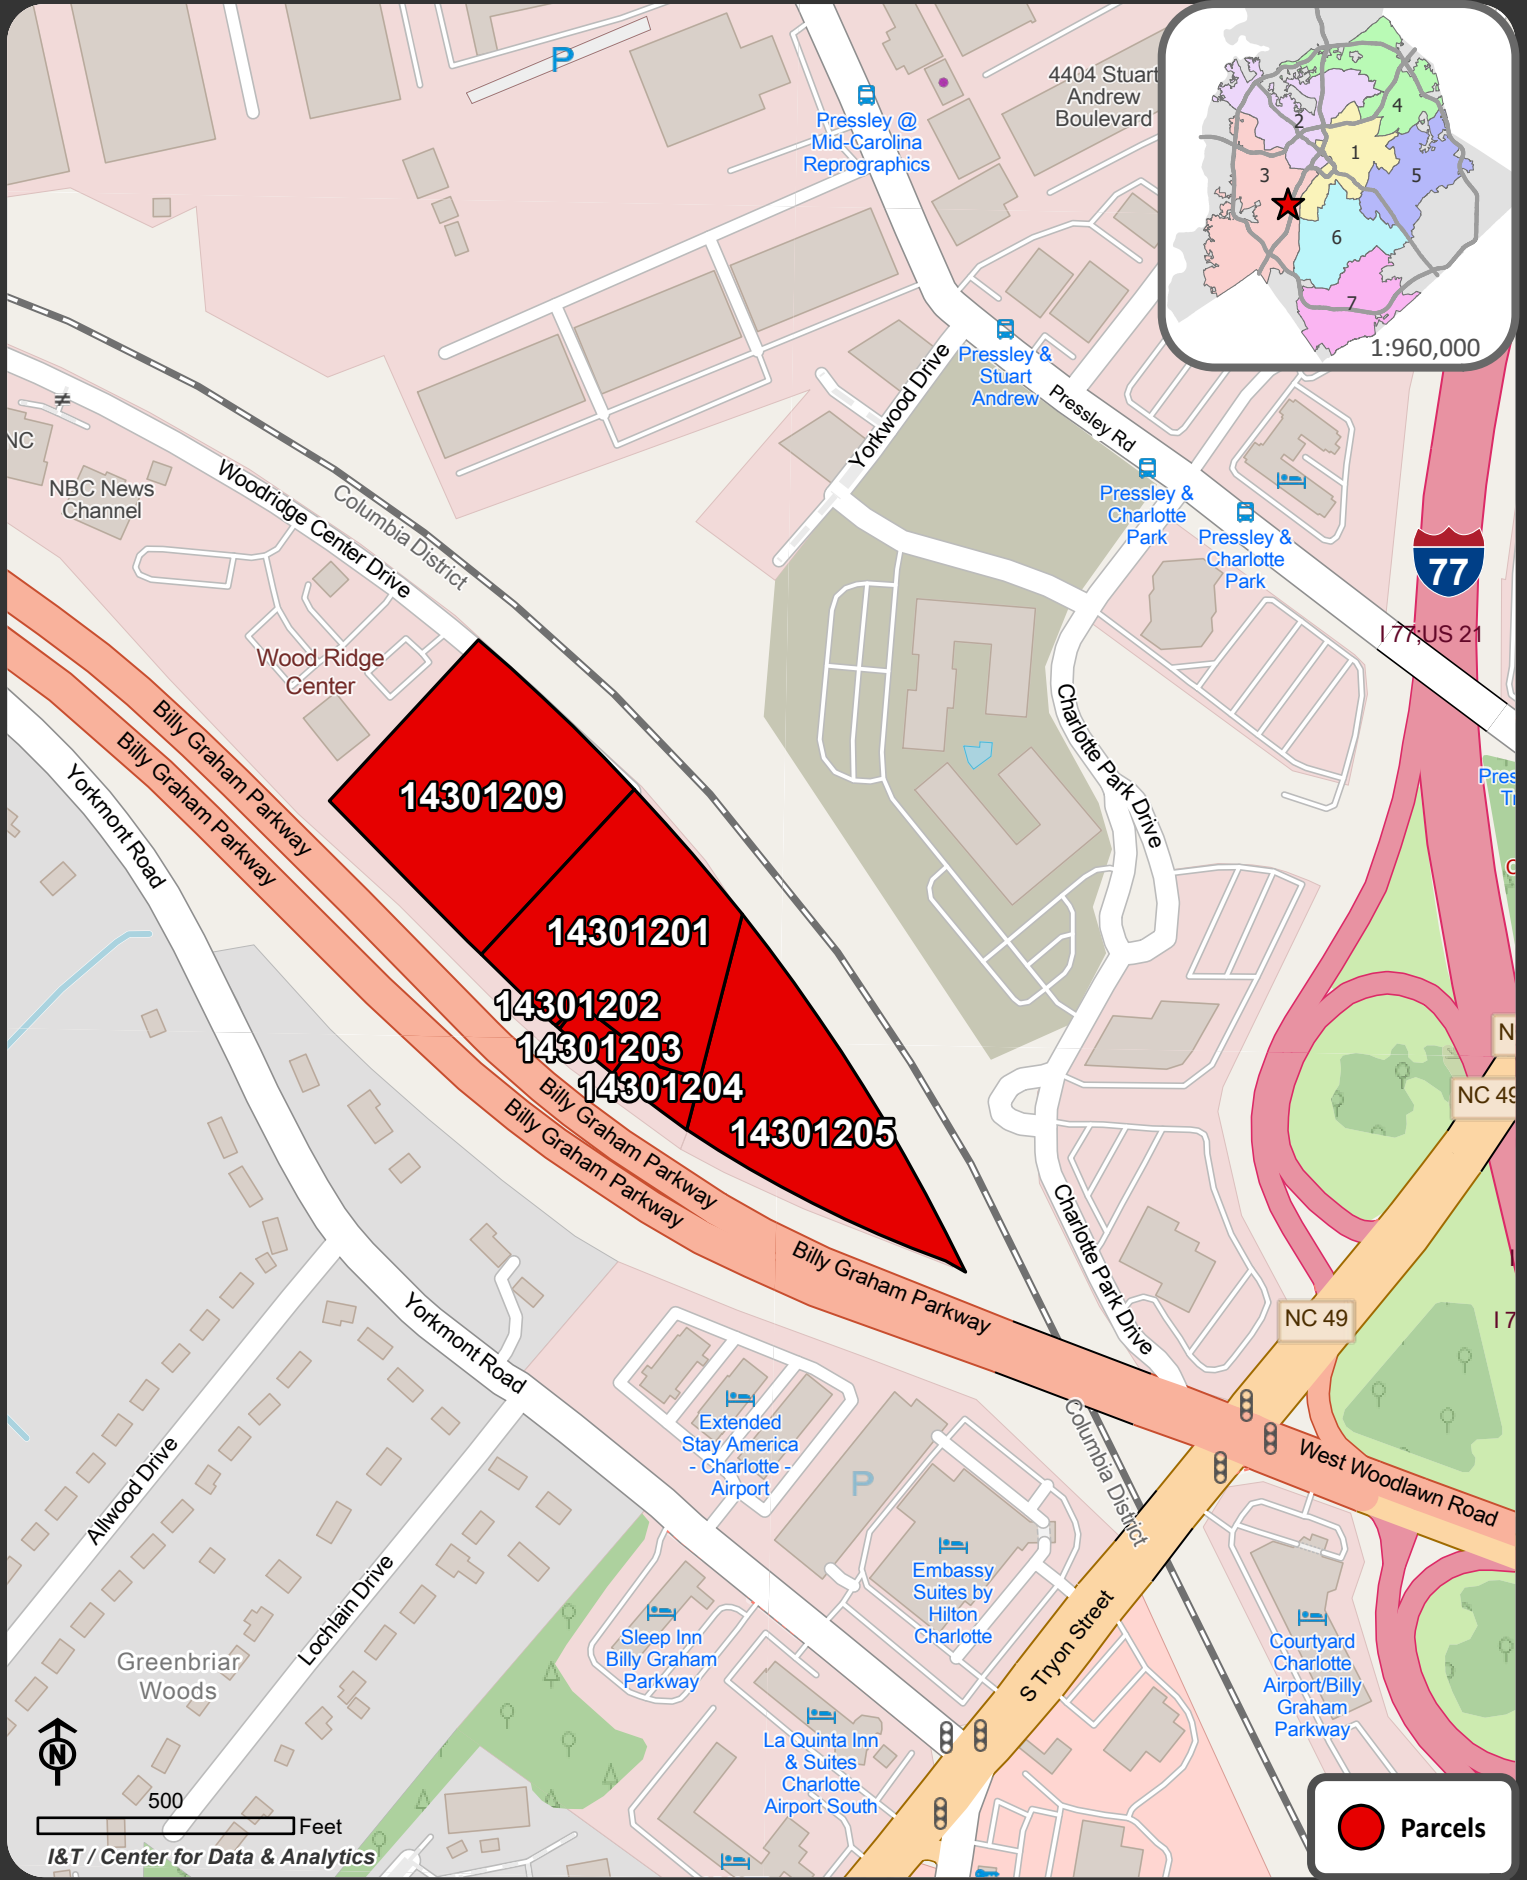 P
Pressley @
Mid-Carolina
Reprographics
4404 Stuart
Andrew
Boulevard
1
2
3
4
5
6
7
1:960,000
Pressley &
Stuart
Andrew
Yorkwood Drive
Pressley Rd
Pressley &
Charlotte
Park
Pressley &
Charlotte
Park
77
I 77;US 21
NC
NBC News
Channel
Woodridge Center Drive
Columbia District
Wood Ridge
Center
Billy Graham Parkway
Billy Graham Parkway
Yorkmont Road
Charlotte Park Drive
14301209
14301201
14301202
14301203
14301204
14301205
Billy Graham Parkway
Billy Graham Parkway
Billy Graham Parkway
NC 49
NC 49
Charlotte Park Drive
Yorkmont Road
Columbia District
West Woodlawn Road
Extended
Stay America
- Charlotte -
Airport
P
Embassy
Suites by
Hilton
Charlotte
Allwood Drive
Lochlain Drive
Greenbriar
Woods
Sleep Inn
Billy Graham
Parkway
S Tryon Street
Courtyard
Charlotte
Airport/Billy
Graham
Parkway
La Quinta Inn
& Suites
Charlotte
Airport South
N
500
Feet
I&T / Center for Data & Analytics
Parcels